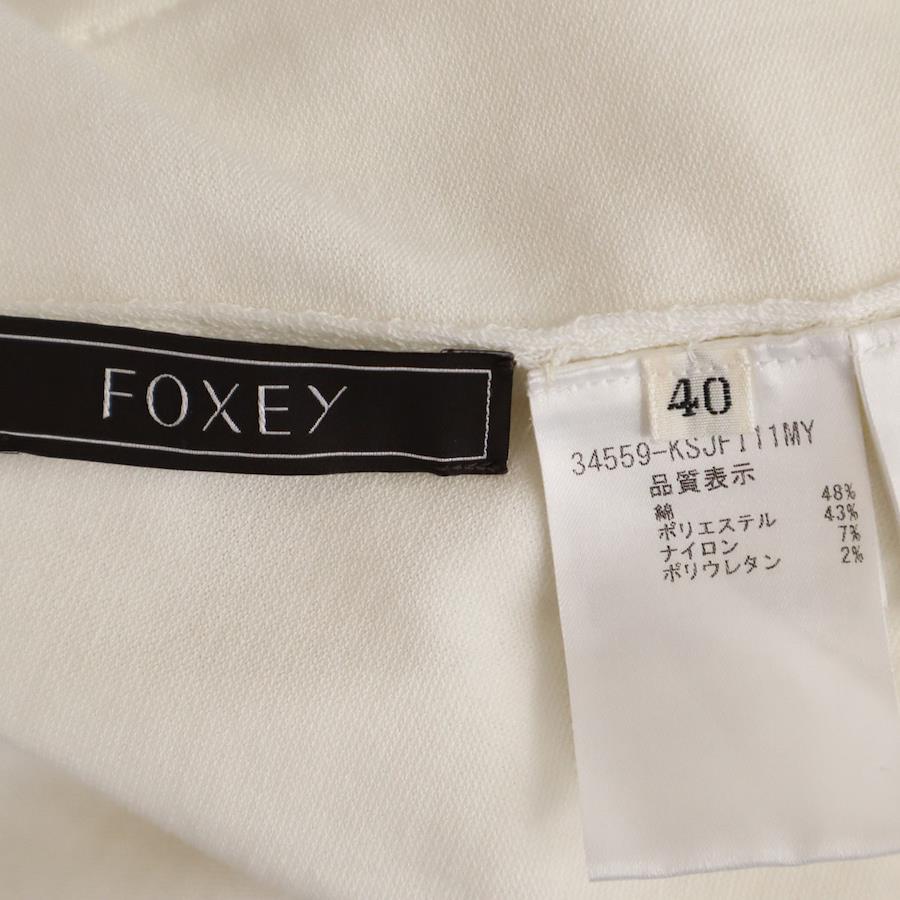 FOXEY
40
34559-KSJF111MY
品質表示
綿 48%
ポリエステル 43%
ナイロン 7%
ポリウレタン 2%